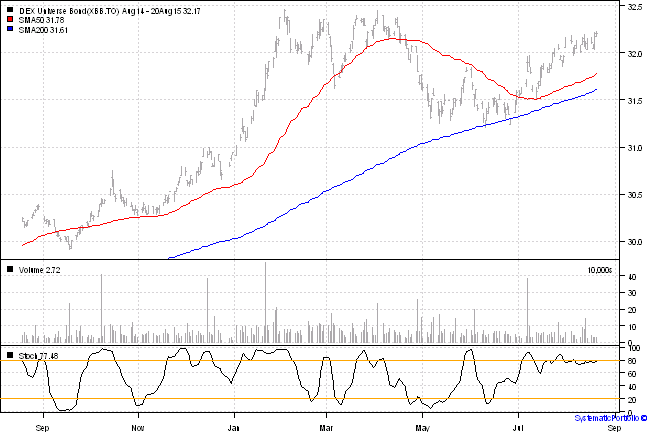 DEX Universe Bond(XBB.TO) Aug14 - 20Aug15 32.17
SMA50 31.78
SMA200 31.61
32.5
32.0
31.5
31.0
30.5
30.0
Volume 2.72
10,000s
40
30
20
10
0
Stoch 77.48
100
80
60
40
20
0
Sep
Nov
Jan
Mar
May
Jul
Sep
SystematicPortfolio ©